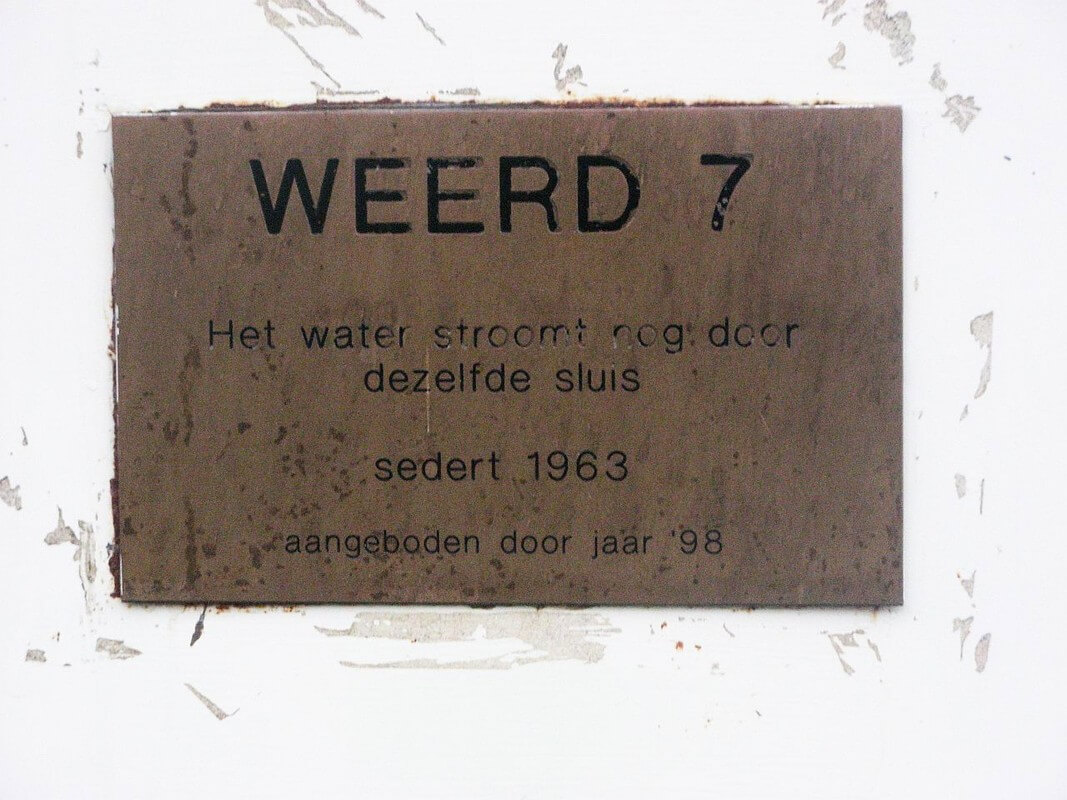 WEERD 7
Het water stroomt nog door
dezelfde sluis
sedert 1963
aangeboden door jaar '98